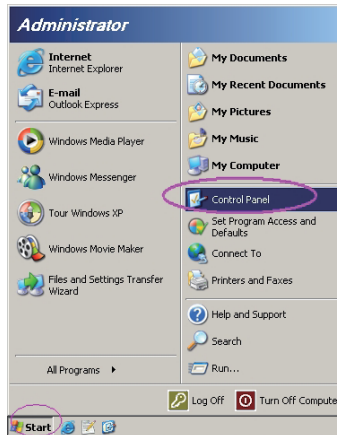 Administrator
Internet
Internet Explorer
E-mail
Outlook Express
Windows Media Player
Windows Messenger
Tour Windows XP
Windows Movie Maker
Files and Settings Transfer
Wizard
All Programs
My Documents
My Recent Documents
My Pictures
My Music
My Computer
Control Panel
Set Program Access and
Defaults
Connect To
Printers and Faxes
Help and Support
Search
Run...
Log Off
Turn Off Compute
Start